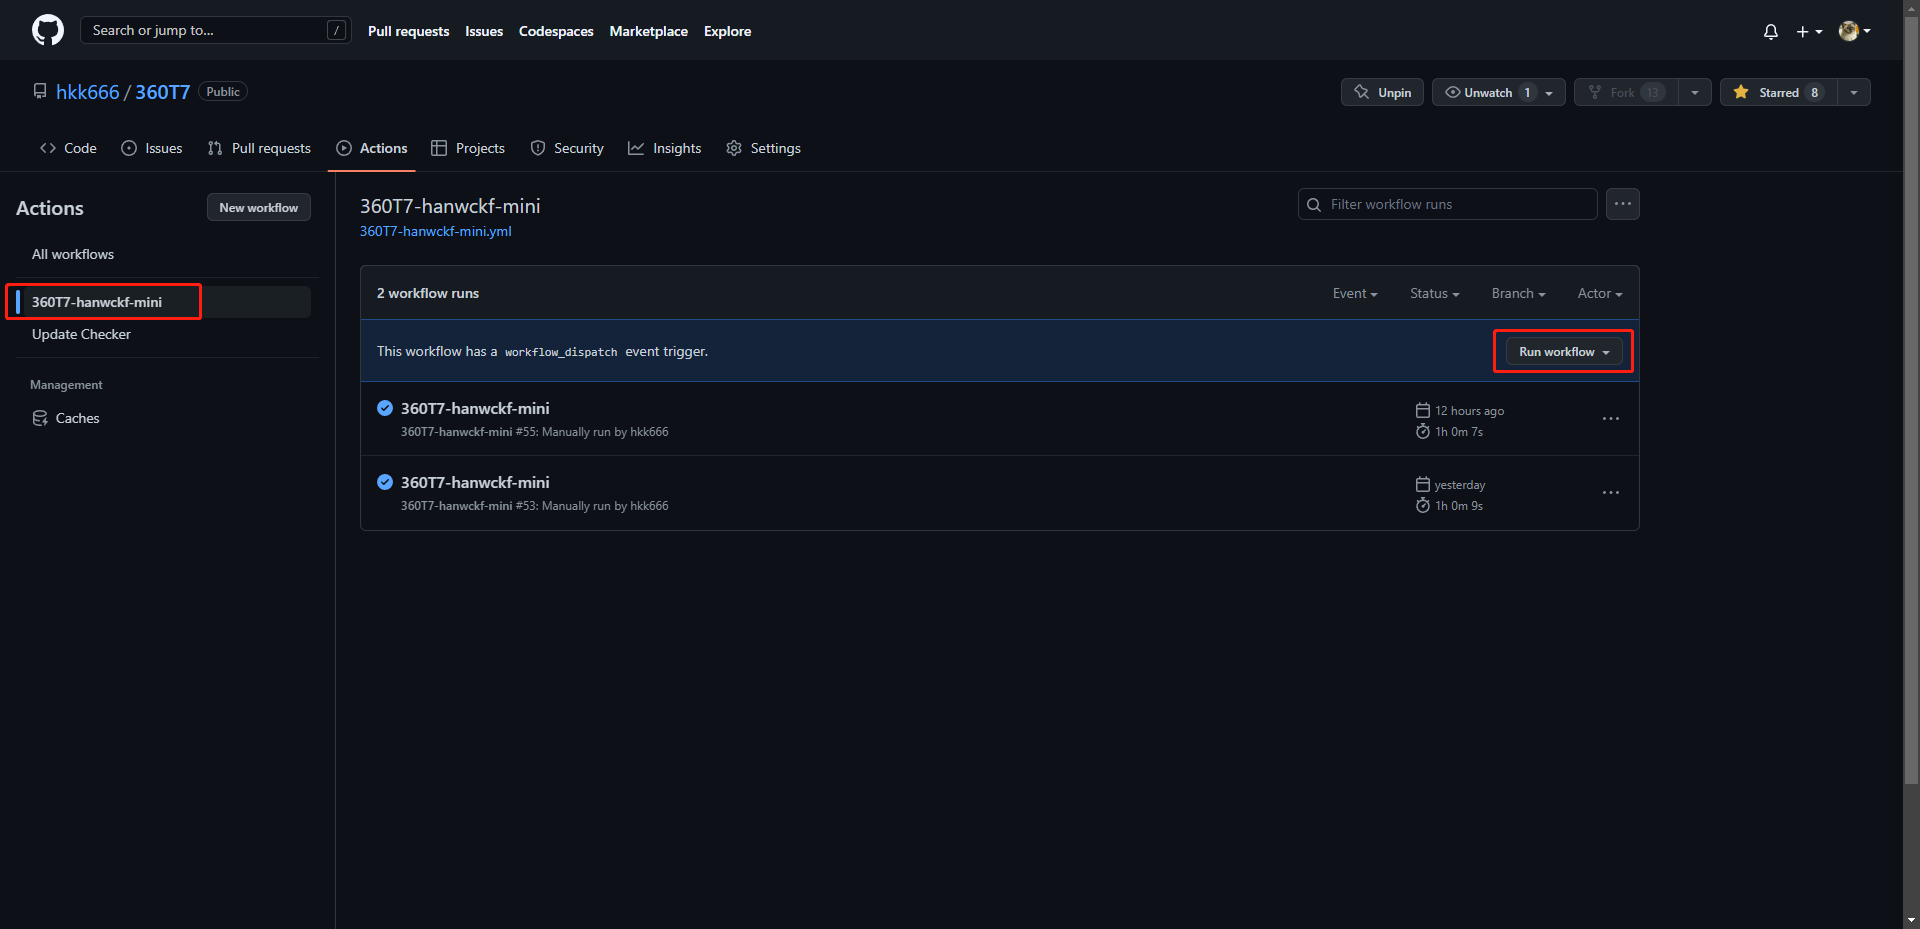 Search or jump to... /
Pull requests Issues Codespaces Marketplace Explore
hkk666 / 360T7 Public
Unpin Unwatch 1 Fork 13 Starred 8
Code Issues Pull requests Actions Projects Security Insights Settings
Actions New workflow
All workflows
360T7-hanwckf-mini
Update Checker
Management
Caches
360T7-hanwckf-mini
360T7-hanwckf-mini.yml
Filter workflow runs
2 workflow runs
Event Status Branch Actor
This workflow has a workflow_dispatch event trigger.
Run workflow
360T7-hanwckf-mini
360T7-hanwckf-mini #55: Manually run by hkk666
12 hours ago
1h 0m 7s
360T7-hanwckf-mini
360T7-hanwckf-mini #53: Manually run by hkk666
yesterday
1h 0m 9s